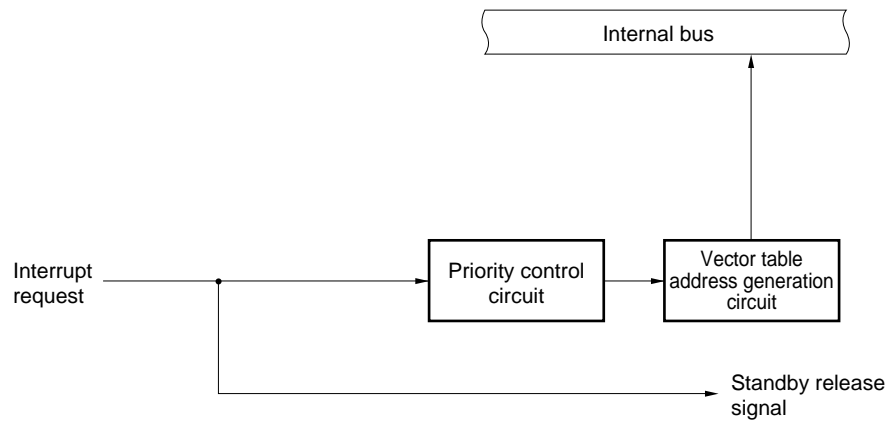 Internal bus
Interrupt
request
Priority control
circuit
Vector table
address generation
circuit
Standby release
signal